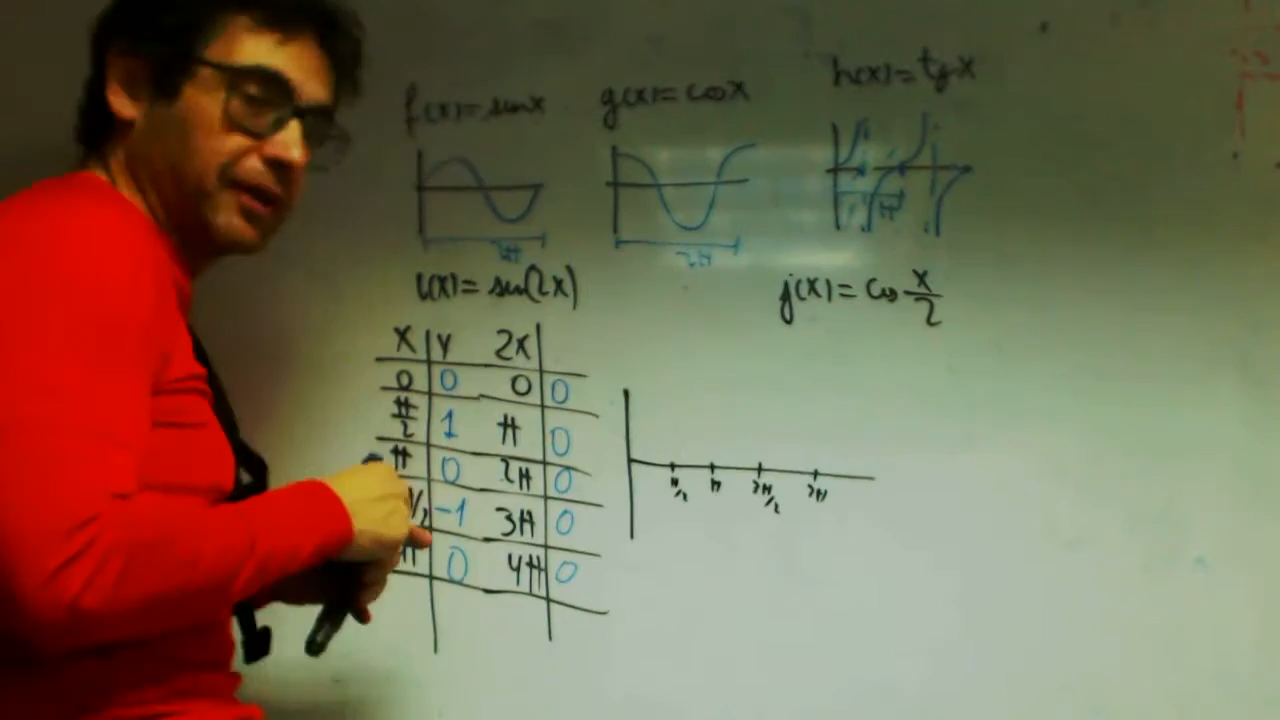 f(x)= sen x
g(x)= cos x
h(x)= tg x
2π
2π
π
i(x)= sen(2x)
j(x)= cos x/2
x y 2x
0 0 0 0
π/2 1 π 0
π 0 2π 0
/2 -1 3π 0
π 0 4π 0
π/2 π 3π/2 2π